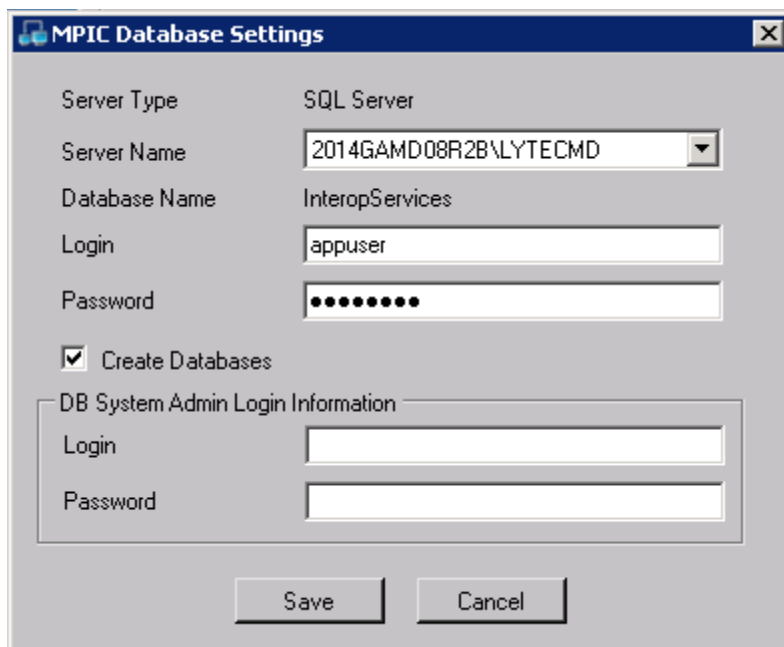 MPIC Database Settings
Server Type SQL Server
Server Name 2014GAMD08R2B\LYTECMD
Database Name InteropServices
Login appuser
Password ●●●●●●●●
Create Databases
DB System Admin Login Information
Login
Password
Save Cancel